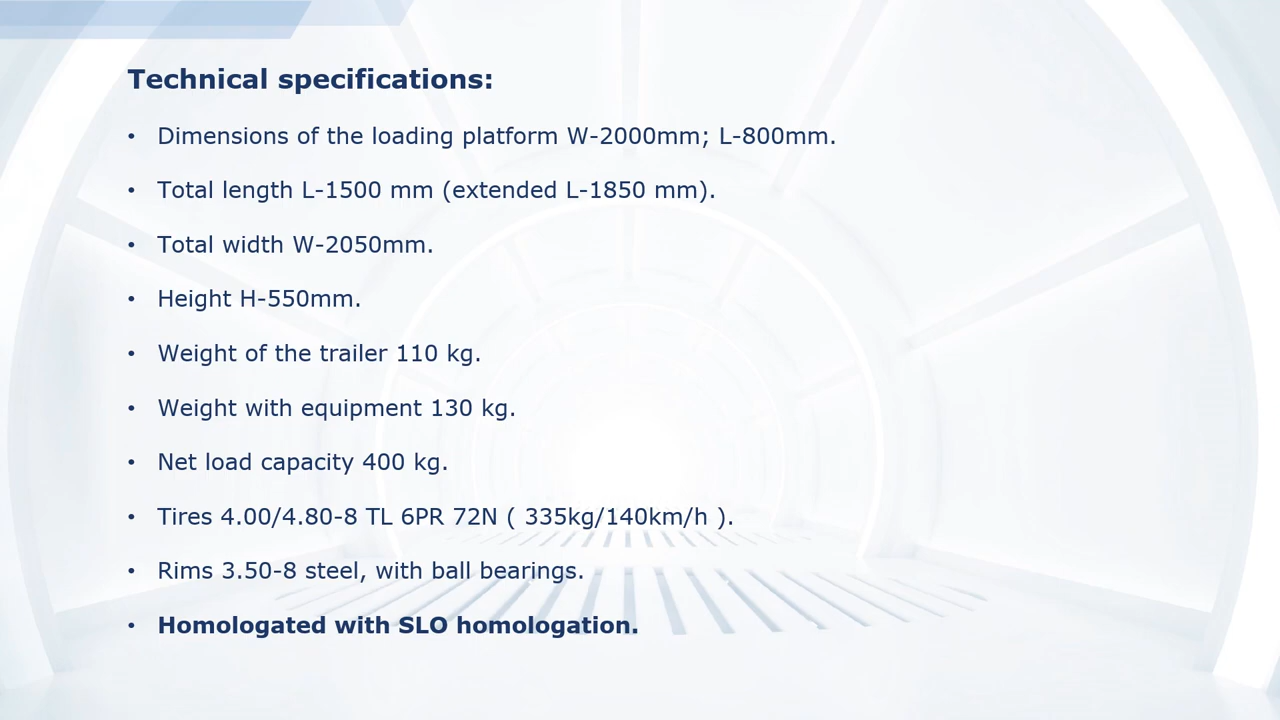 Technical specifications:
• Dimensions of the loading platform W-2000mm; L-800mm.
• Total length L-1500 mm (extended L-1850 mm).
• Total width W-2050mm.
• Height H-550mm.
• Weight of the trailer 110 kg.
• Weight with equipment 130 kg.
• Net load capacity 400 kg.
• Tires 4.00/4.80-8 TL 6PR 72N ( 335kg/140km/h ).
• Rims 3.50-8 steel, with ball bearings.
• Homologated with SLO homologation.